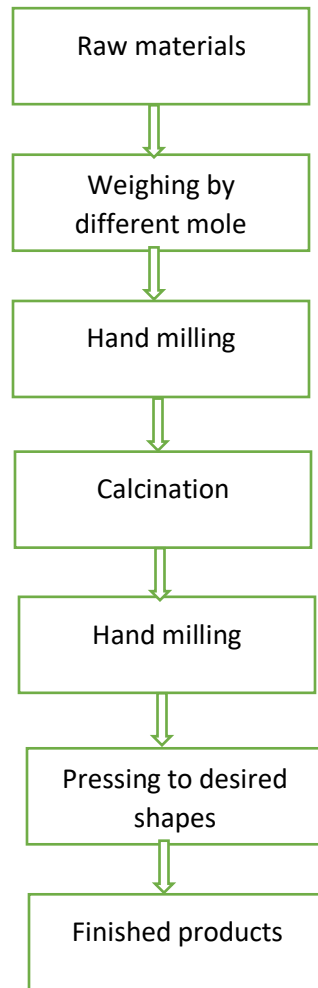 Raw materials
Weighing by
different mole
Hand milling
Calcination
Hand milling
Pressing to desired
shapes
Finished products